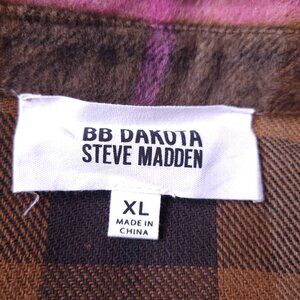 BB DAKOTA
STEVE MADDEN
XL
MADE IN
CHINA